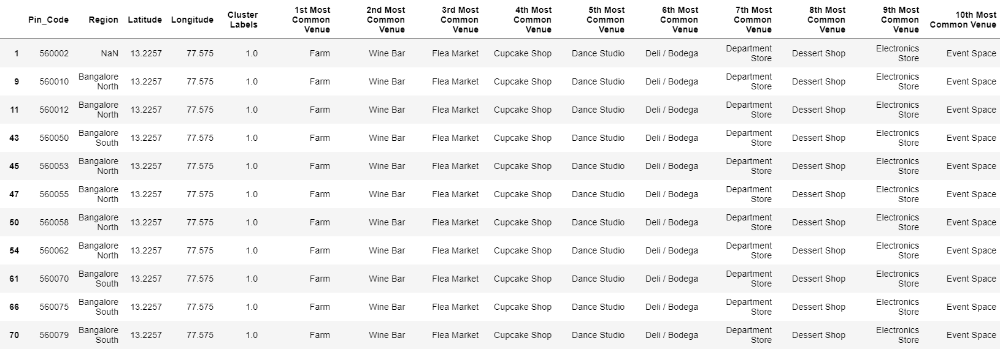 Pin_Code Region Latitude Longitude Cluster Labels 1st Most Common Venue 2nd Most Common Venue 3rd Most Common Venue 4th Most Common Venue 5th Most Common Venue 6th Most Common Venue 7th Most Common Venue 8th Most Common Venue 9th Most Common Venue 10th Most Common Venue
1 560002 NaN 13.2257 77.575 1.0 Farm Wine Bar Flea Market Cupcake Shop Dance Studio Deli / Bodega Department Store Dessert Shop Electronics Store Event Space
9 560010 Bangalore North 13.2257 77.575 1.0 Farm Wine Bar Flea Market Cupcake Shop Dance Studio Deli / Bodega Department Store Dessert Shop Electronics Store Event Space
11 560012 Bangalore North 13.2257 77.575 1.0 Farm Wine Bar Flea Market Cupcake Shop Dance Studio Deli / Bodega Department Store Dessert Shop Electronics Store Event Space
43 560050 Bangalore South 13.2257 77.575 1.0 Farm Wine Bar Flea Market Cupcake Shop Dance Studio Deli / Bodega Department Store Dessert Shop Electronics Store Event Space
45 560053 Bangalore North 13.2257 77.575 1.0 Farm Wine Bar Flea Market Cupcake Shop Dance Studio Deli / Bodega Department Store Dessert Shop Electronics Store Event Space
47 560055 Bangalore North 13.2257 77.575 1.0 Farm Wine Bar Flea Market Cupcake Shop Dance Studio Deli / Bodega Department Store Dessert Shop Electronics Store Event Space
50 560058 Bangalore North 13.2257 77.575 1.0 Farm Wine Bar Flea Market Cupcake Shop Dance Studio Deli / Bodega Department Store Dessert Shop Electronics Store Event Space
54 560062 Bangalore North 13.2257 77.575 1.0 Farm Wine Bar Flea Market Cupcake Shop Dance Studio Deli / Bodega Department Store Dessert Shop Electronics Store Event Space
61 560070 Bangalore South 13.2257 77.575 1.0 Farm Wine Bar Flea Market Cupcake Shop Dance Studio Deli / Bodega Department Store Dessert Shop Electronics Store Event Space
66 560075 Bangalore South 13.2257 77.575 1.0 Farm Wine Bar Flea Market Cupcake Shop Dance Studio Deli / Bodega Department Store Dessert Shop Electronics Store Event Space
70 560079 Bangalore South 13.2257 77.575 1.0 Farm Wine Bar Flea Market Cupcake Shop Dance Studio Deli / Bodega Department Store Dessert Shop Electronics Store Event Space